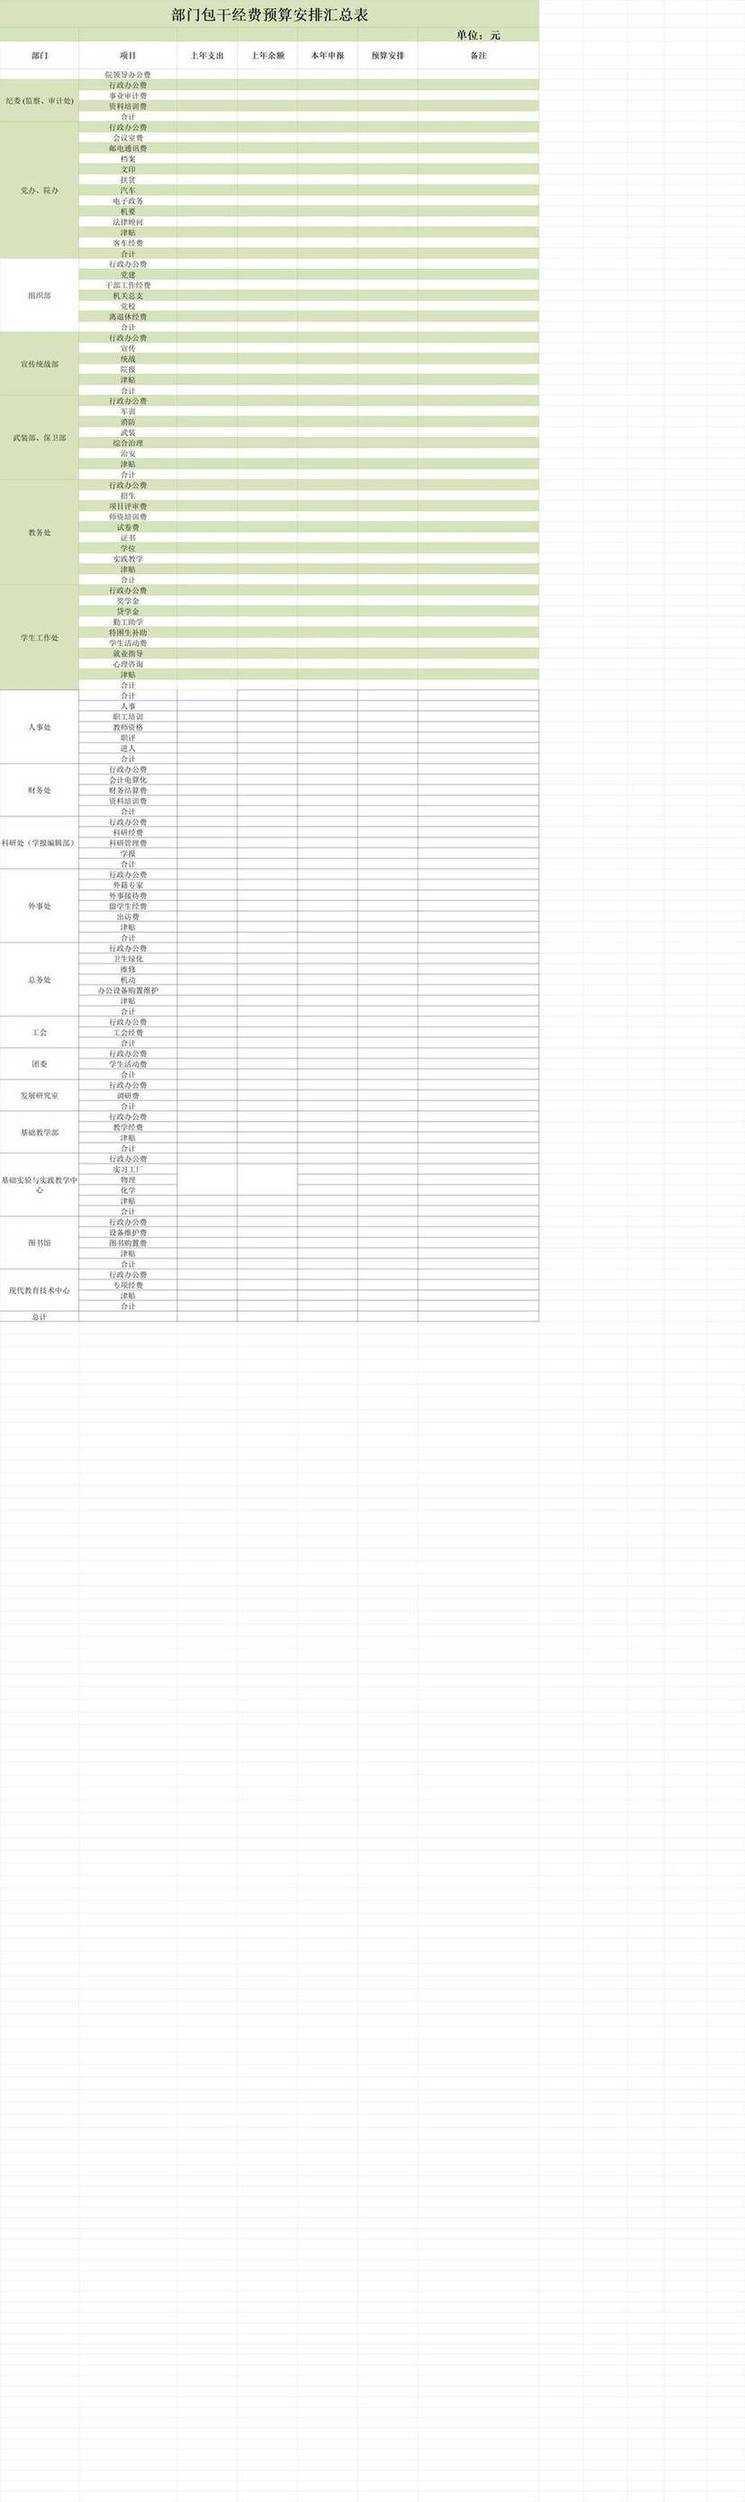 部门包干经费预算安排汇总表
单位：元
部门 项目 上年支出 上年余额 本年申报 预算安排 备注
院领导办公费
纪委(监察、审计处)
行政办公费
事业审计费
资料培训费
合计
党办、院办
行政办公费
会议室费
邮电通讯费
档案
文印
扶贫
汽车
电子政务
机要
法律顾问
津贴
客车经费
合计
组织部
行政办公费
党建
干部工作经费
机关总支
党校
离退休经费
合计
宣传统战部
行政办公费
宣传
统战
院报
津贴
合计
武装部、保卫部
行政办公费
军训
消防
武装
综合治理
治安
津贴
合计
教务处
行政办公费
招生
项目评审费
师资培训费
试卷费
证书
学位
实践教学
津贴
合计
学生工作处
行政办公费
奖学金
贷学金
勤工助学
特困生补助
学生活动费
就业指导
心理咨询
津贴
合计
人事处
合计
人事
职工培训
教师资格
职评
进人
合计
财务处
行政办公费
会计电算化
财务结算费
资料培训费
合计
科研处（学报编辑部）
行政办公费
科研经费
科研管理费
学报
合计
外事处
行政办公费
外籍专家
外事接待费
留学生经费
出访费
津贴
合计
总务处
行政办公费
卫生绿化
维修
机动
办公设备购置维护
津贴
合计
工会
行政办公费
工会经费
合计
团委
行政办公费
学生活动费
合计
发展研究室
行政办公费
调研费
合计
基础教学部
行政办公费
教学经费
津贴
合计
基础实验与实践教学中
心
行政办公费
实习工厂
物理
化学
津贴
合计
图书馆
行政办公费
设备维护费
图书购置费
津贴
合计
现代教育技术中心
行政办公费
专项经费
津贴
合计
总计